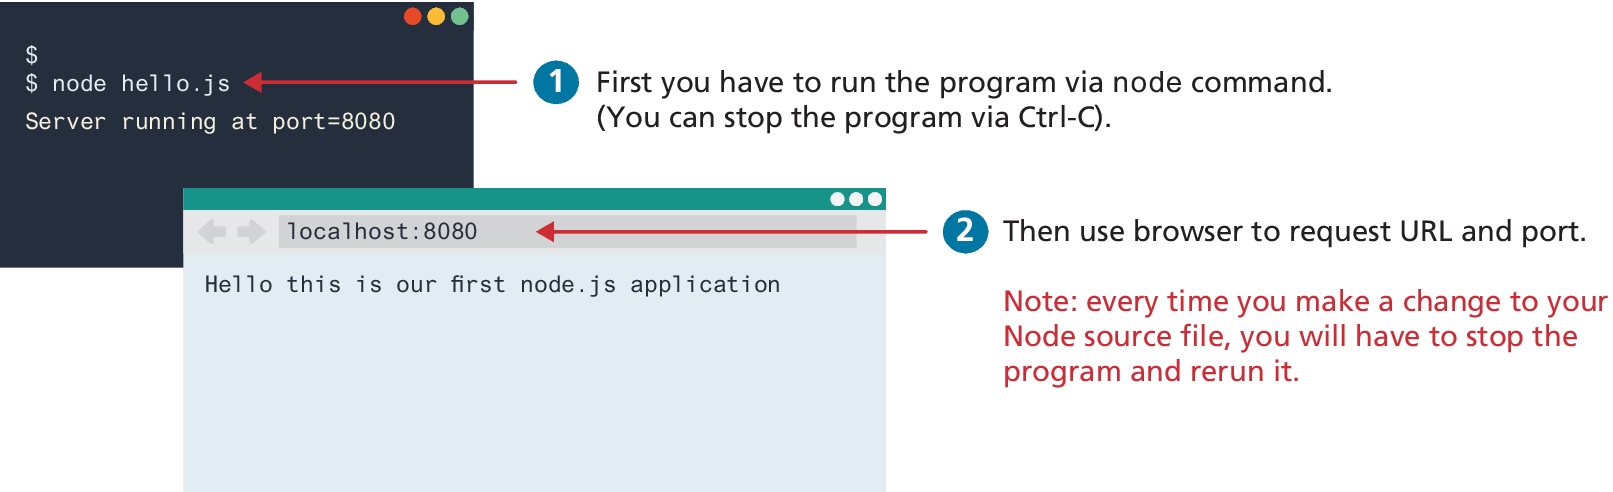 $
$ node hello.js
Server running at port=8080
1
First you have to run the program via node command.
(You can stop the program via Ctrl-C).
localhost:8080
Hello this is our first node.js application
2
Then use browser to request URL and port.
Note: every time you make a change to your
Node source file, you will have to stop the
program and rerun it.